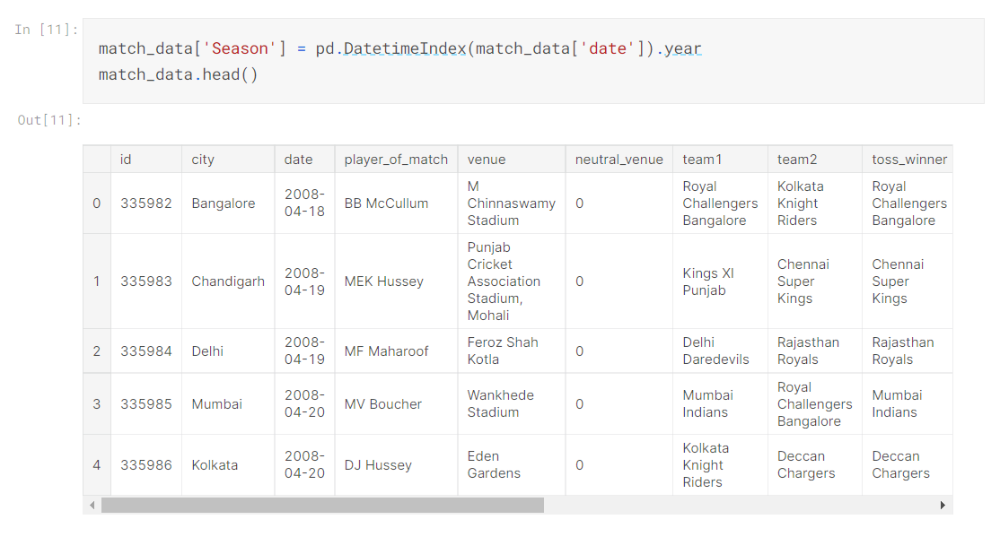 In [11]:
match_data['Season'] = pd.DatetimeIndex(match_data['date']).year
match_data.head()
Out[11]:
id city date player_of_match venue neutral_venue team1 team2 toss_winner
0 335982 Bangalore 2008-04-18 BB McCullum M Chinnaswamy Stadium 0 Royal Challengers Bangalore Kolkata Knight Riders Royal Challengers Bangalore
1 335983 Chandigarh 2008-04-19 MEK Hussey Punjab Cricket Association Stadium, Mohali 0 Kings XI Punjab Chennai Super Kings Chennai Super Kings
2 335984 Delhi 2008-04-19 MF Maharoof Feroz Shah Kotla 0 Delhi Daredevils Rajasthan Royals Rajasthan Royals
3 335985 Mumbai 2008-04-20 MV Boucher Wankhede Stadium 0 Mumbai Indians Royal Challengers Bangalore Mumbai Indians
4 335986 Kolkata 2008-04-20 DJ Hussey Eden Gardens 0 Kolkata Knight Riders Deccan Chargers Deccan Chargers